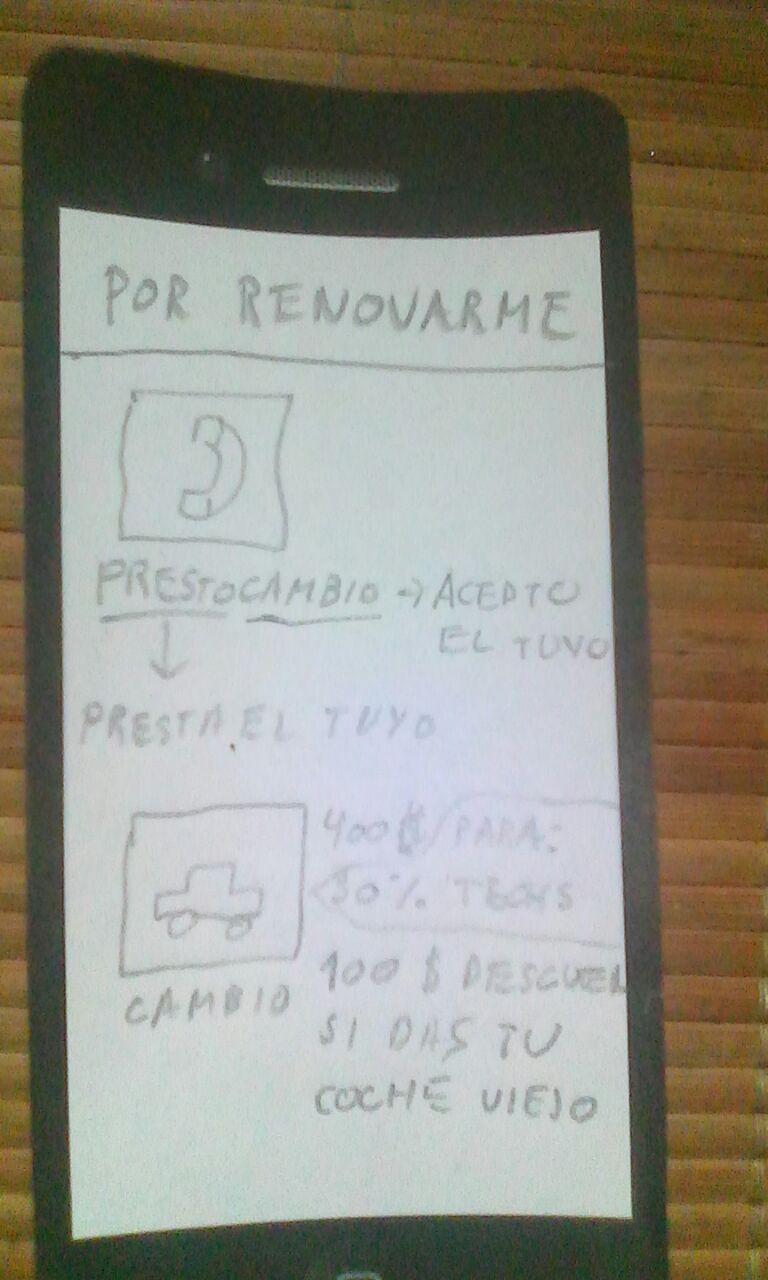 POR RENOVARME
PRESTOCAMBIO → ACEPTO
EL TUYO
PRESTA EL TUYO
400 $ PARA:
50% TECHS
CAMBIO
100 $ DESCUEN
SI DAS TU
COCHE VIEJO